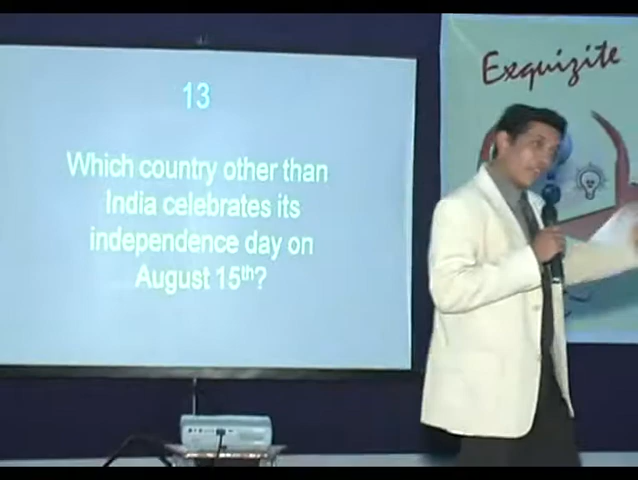 Exquizite
13
Which country other than
India celebrates its
independence day on
August 15th?